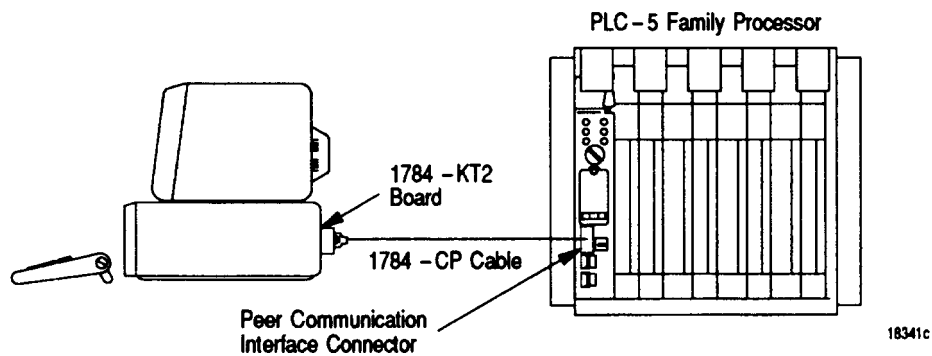 PLC-5 Family Processor
1784-KT2
Board
1784-CP Cable
Peer Communication
Interface Connector
18341c